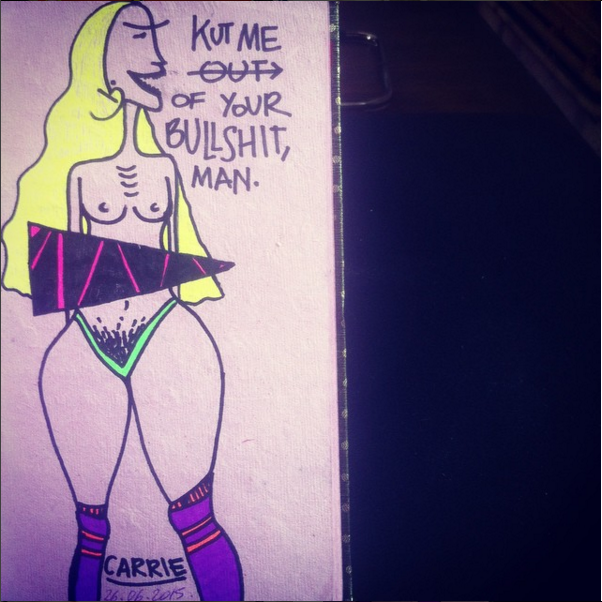 KUT ME
OUT
OF YOUR
BULLSHIT,
MAN.
CARRIE
26.06.2015.